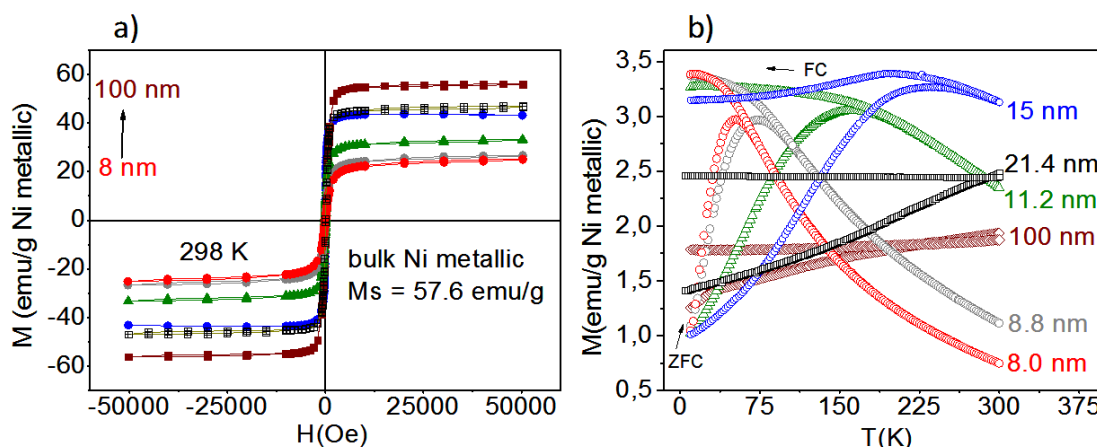 a)
M (emu/g Ni metallic)
60
40
20
0
-20
-40
-60
100 nm
8 nm
298 K
bulk Ni metallic
Ms = 57.6 emu/g
-50000
-25000
0
25000
50000
H(Oe)
b)
M(emu/g Ni metallic)
3,5
3,0
2,5
2,0
1,5
1,0
0,5
FC
15 nm
21.4 nm
11.2 nm
100 nm
8.8 nm
8.0 nm
ZFC
0
75
150
225
300
375
T(K)